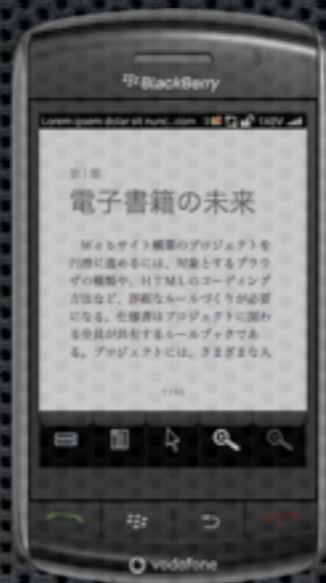 BlackBerry
Lorem ipsem dolar sit nunc...com
第1章
電子書籍の未来
Webサイト構築のプロジェクトを
円滑に進めるには、対象とするブラウ
ザの種類や、HTMLのコーディング
方法など、詳細なルールづくりが必要
になる。仕様書はプロジェクトに関わ
る全員が共有するルールブックであ
る。プロジェクトには、さまざまな人
vodafone